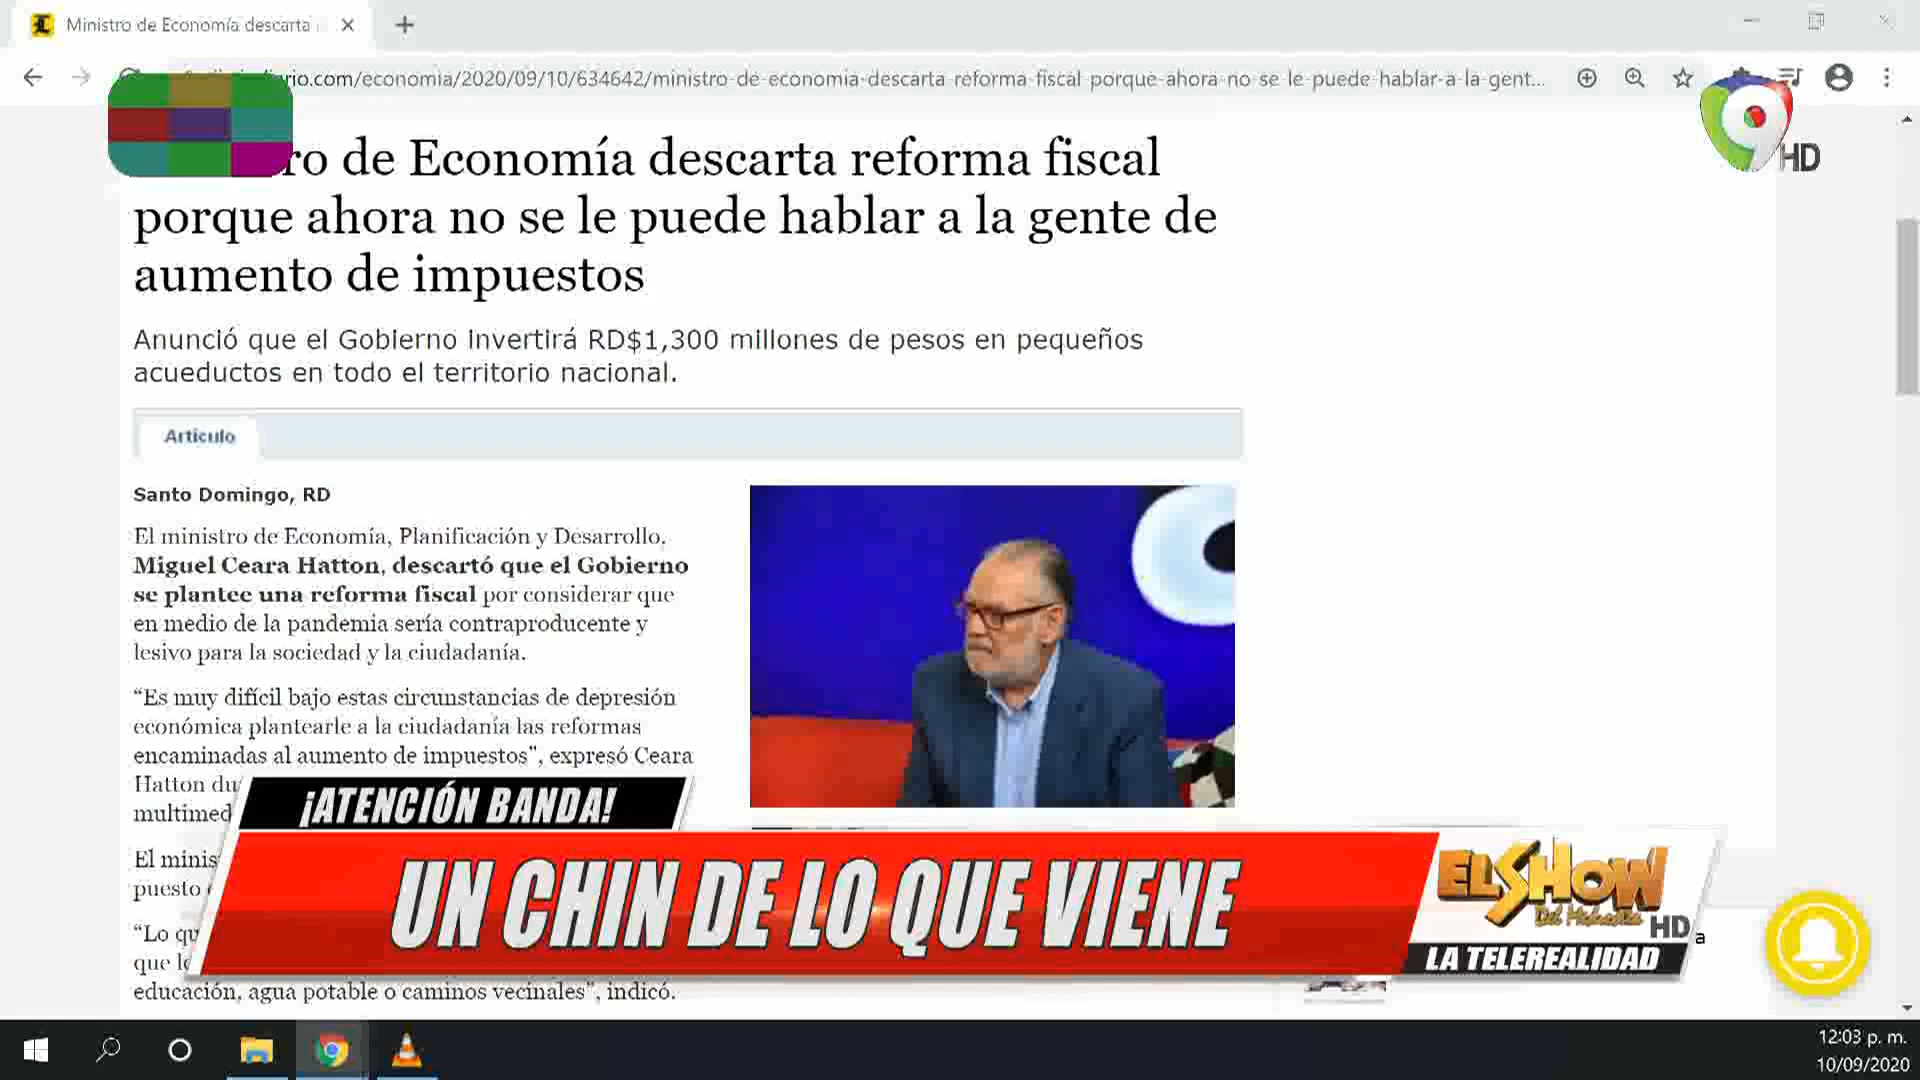 Ministro de Economía descarta
rio.com/economia/2020/09/10/634642/ministro-de-economia-descarta-reforma-fiscal-porque-ahora-no-se-le-puede-hablar-a-la-gent...
ro de Economía descarta reforma fiscal
porque ahora no se le puede hablar a la gente de
aumento de impuestos
9
HD
Anunció que el Gobierno invertirá RD$1,300 millones de pesos en pequeños
acueductos en todo el territorio nacional.
Artículo
Santo Domingo, RD
El ministro de Economía, Planificación y Desarrollo,
Miguel Ceara Hatton, descartó que el Gobierno
se plantee una reforma fiscal por considerar que
en medio de la pandemia sería contraproducente y
lesivo para la sociedad y la ciudadanía.
“Es muy difícil bajo estas circunstancias de depresión
económica plantearle a la ciudadanía las reformas
encaminadas al aumento de impuestos”, expresó Ceara
Hatton du
multimed
El minis
puesto
“Lo qu
que l
educación, agua potable o caminos vecinales”, indicó.
¡ATENCIÓN BANDA!
UN CHIN DE LO QUE VIENE
EL SHOW
Del Mediodía
HD
LA TELEREALIDAD
a
12:03 p. m.
10/09/2020